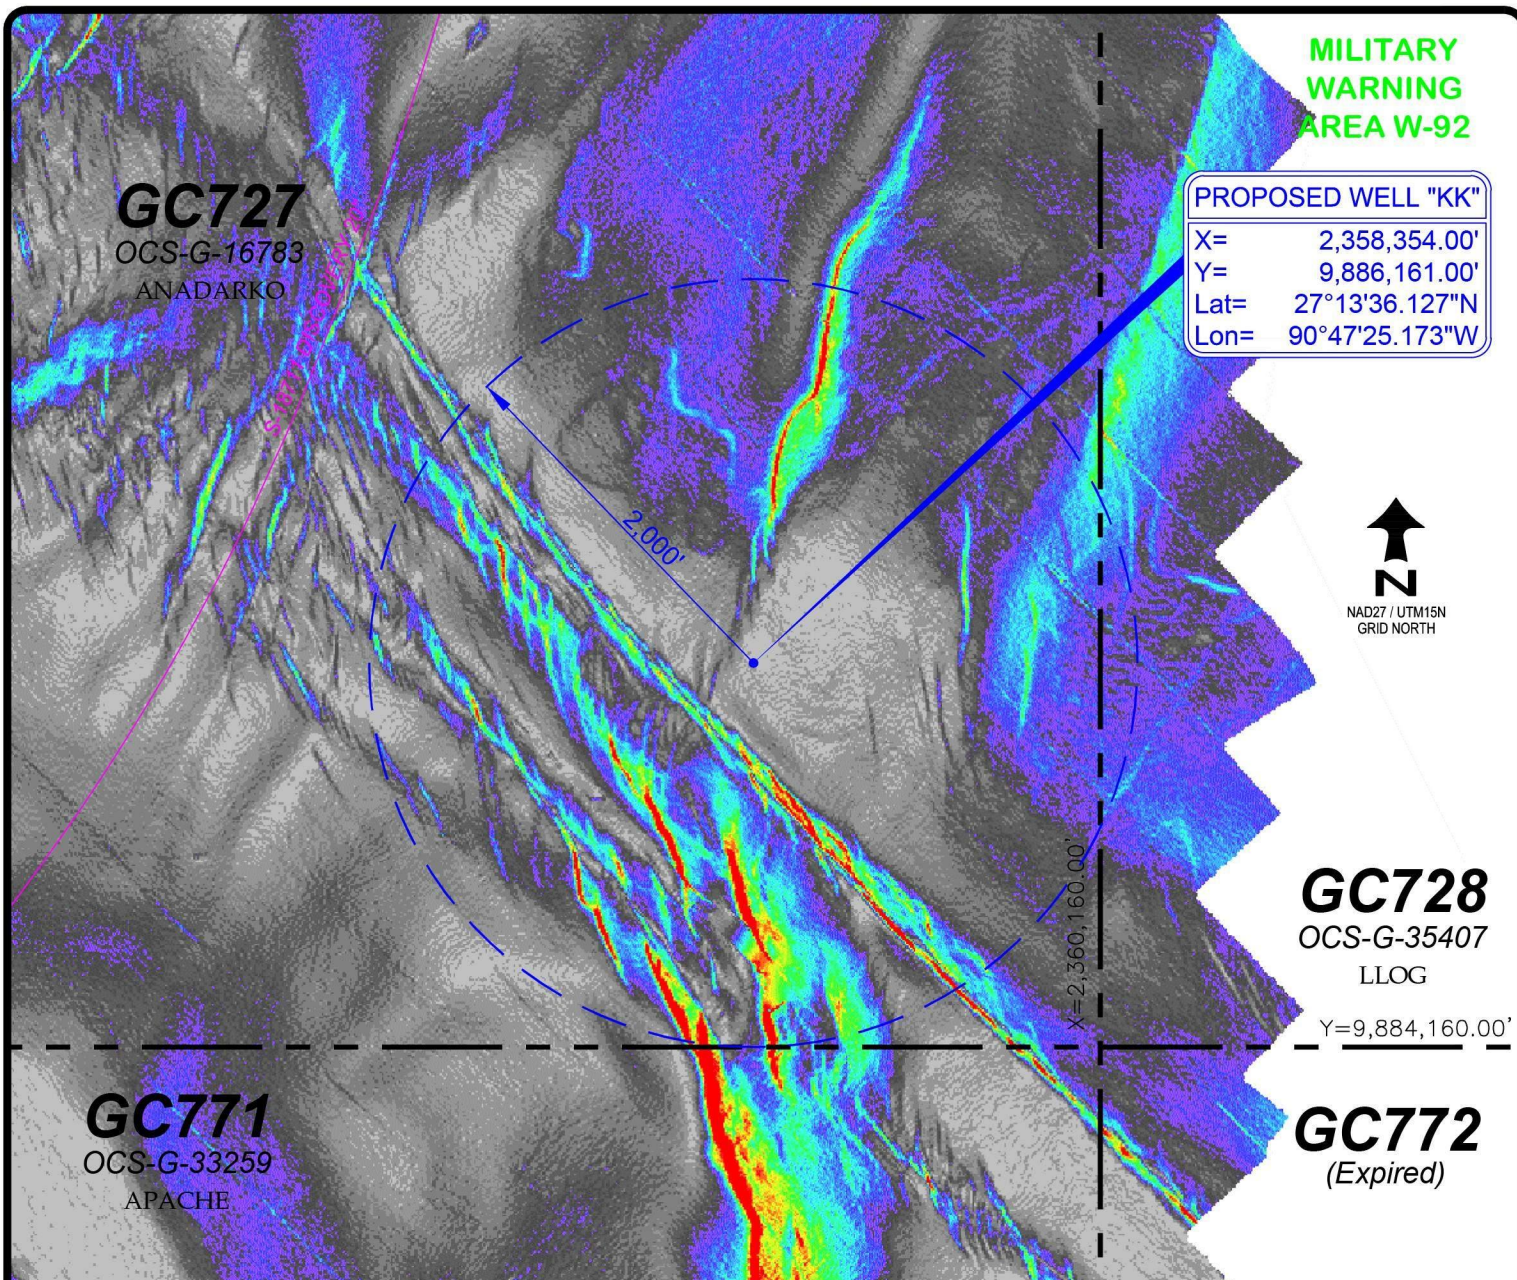 MILITARY
WARNING
AREA W-92
PROPOSED WELL "KK"
X= 2,358,354.00'
Y= 9,886,161.00'
Lat= 27°13'36.127"N
Lon= 90°47'25.173"W
GC727
OCS-G-16783
ANADARKO
2,000'
N
NAD27 / UTM15N
GRID NORTH
X=2,360,160.00'
GC728
OCS-G-35407
LLOG
Y=9,884,160.00'
GC771
OCS-G-33259
APACHE
GC772
(Expired)